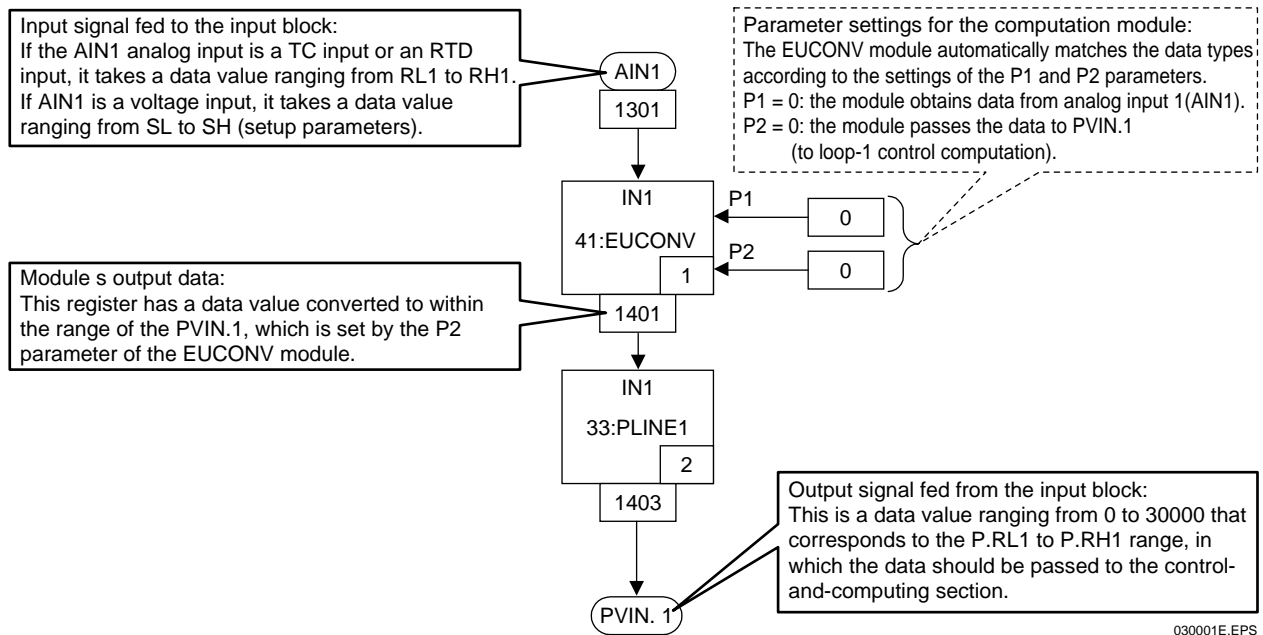 Input signal fed to the input block:
If the AIN1 analog input is a TC input or an RTD
input, it takes a data value ranging from RL1 to RH1.
If AIN1 is a voltage input, it takes a data value
ranging from SL to SH (setup parameters).
AIN1
1301
Parameter settings for the computation module:
The EUCONV module automatically matches the data types
according to the settings of the P1 and P2 parameters.
P1 = 0: the module obtains data from analog input 1(AIN1).
P2 = 0: the module passes the data to PVIN.1
(to loop-1 control computation).
IN1
41:EUCONV
1
P1
0
P2
0
Module s output data:
This register has a data value converted to within
the range of the PVIN.1, which is set by the P2
parameter of the EUCONV module.
1401
IN1
33:PLINE1
2
1403
Output signal fed from the input block:
This is a data value ranging from 0 to 30000 that
corresponds to the P.RL1 to P.RH1 range, in
which the data should be passed to the control-
and-computing section.
PVIN. 1
030001E.EPS